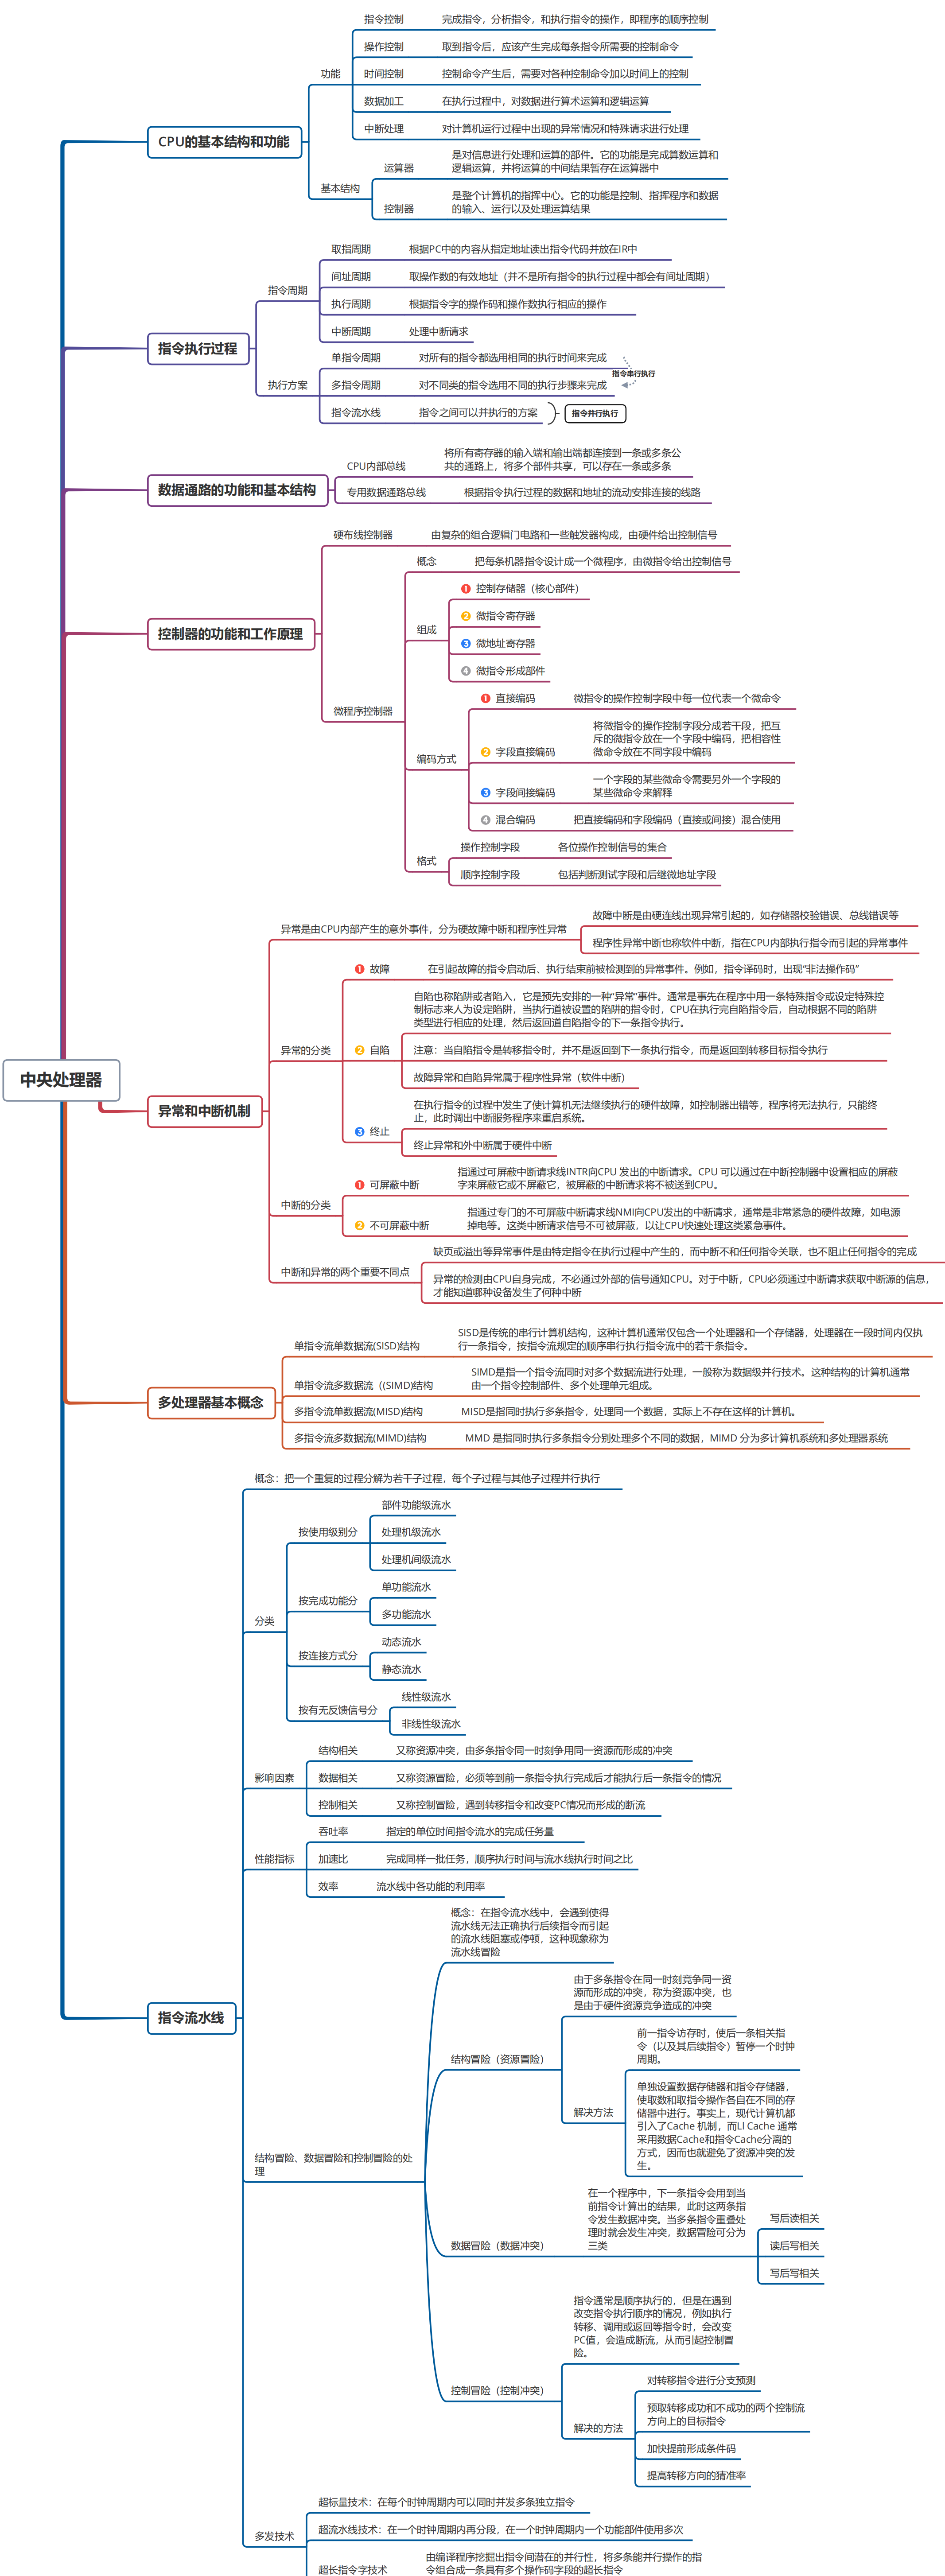 中央处理器
CPU的基本结构和功能
功能
指令控制
完成指令，分析指令，和执行指令的操作，即程序的顺序控制
操作控制
取到指令后，应该产生完成每条指令所需要的控制命令
时间控制
控制命令产生后，需要对各种控制命令加以时间上的控制
数据加工
在执行过程中，对数据进行算术运算和逻辑运算
中断处理
对计算机运行过程中出现的异常情况和特殊请求进行处理
基本结构
运算器
是对信息进行处理和运算的部件。它的功能是完成算数运算和
逻辑运算，并将运算的中间结果暂存在运算器中
控制器
是整个计算机的指挥中心。它的功能是控制、指挥程序和数据
的输入、运行以及处理运算结果
指令执行过程
指令周期
取指周期
根据PC中的内容从指定地址读出指令代码并放在IR中
间址周期
取操作数的有效地址（并不是所有指令的执行过程中都会有间址周期）
执行周期
根据指令字的操作码和操作数执行相应的操作
中断周期
处理中断请求
执行方案
单指令周期
对所有的指令都选用相同的执行时间来完成
指令串行执行
多指令周期
对不同类的指令选用不同的执行步骤来完成
指令流水线
指令之间可以并执行的方案
指令并行执行
数据通路的功能和基本结构
CPU内部总线
将所有寄存器的输入端和输出端都连接到一条或多条公
共的通路上，将多个部件共享，可以存在一条或多条
专用数据通路总线
根据指令执行过程的数据和地址的流动安排连接的线路
控制器的功能和工作原理
硬布线控制器
由复杂的组合逻辑门电路和一些触发器构成，由硬件给出控制信号
微程序控制器
概念
把每条机器指令设计成一个微程序，由微指令给出控制信号
组成
1 控制存储器（核心部件）
2 微指令寄存器
3 微地址寄存器
4 微指令形成部件
编码方式
1 直接编码
微指令的操作控制字段中每一位代表一个微命令
2 字段直接编码
将微指令的操作控制字段分成若干段，把互
斥的微指令放在一个字段中编码，把相容性
微命令放在不同字段中编码
3 字段间接编码
一个字段的某些微命令需要另外一个字段的
某些微命令来解释
4 混合编码
把直接编码和字段编码（直接或间接）混合使用
格式
操作控制字段
各位操作控制信号的集合
顺序控制字段
包括判断测试字段和后继微地址字段
异常和中断机制
异常是由CPU内部产生的意外事件，分为硬故障中断和程序性异常
故障中断是由硬连线出现异常引起的，如存储器校验错误、总线错误等
程序性异常中断也称软件中断，指在CPU内部执行指令而引起的异常事件
异常的分类
1 故障
在引起故障的指令启动后、执行结束前被检测到的异常事件。例如，指令译码时，出现“非法操作码”
2 自陷
自陷也称陷阱或者陷入，它是预先安排的一种“异常”事件。通常是事先在程序中用一条特殊指令或设定特殊控
制标志来人为设定陷阱，当执行道被设置的陷阱的指令时，CPU在执行完自陷指令后，自动根据不同的陷阱
类型进行相应的处理，然后返回道自陷指令的下一条指令执行。
注意：当自陷指令是转移指令时，并不是返回到下一条执行指令，而是返回到转移目标指令执行
故障异常和自陷异常属于程序性异常（软件中断）
3 终止
在执行指令的过程中发生了使计算机无法继续执行的硬件故障，如控制器出错等，程序将无法执行，只能终
止，此时调出中断服务程序来重启系统。
终止异常和外中断属于硬件中断
中断的分类
1 可屏蔽中断
指通过可屏蔽中断请求线INTR向CPU 发出的中断请求。CPU 可以通过在中断控制器中设置相应的屏蔽
字来屏蔽它或不屏蔽它，被屏蔽的中断请求将不被送到CPU。
2 不可屏蔽中断
指通过专门的不可屏蔽中断请求线NMI向CPU发出的中断请求，通常是非常紧急的硬件故障，如电源
掉电等。这类中断请求信号不可被屏蔽，以让CPU快速处理这类紧急事件。
中断和异常的两个重要不同点
缺页或溢出等异常事件是由特定指令在执行过程中产生的，而中断不和任何指令关联，也不阻止任何指令的完成
异常的检测由CPU自身完成，不必通过外部的信号通知CPU。对于中断，CPU必须通过中断请求获取中断源的信息，
才能知道哪种设备发生了何种中断
多处理器基本概念
单指令流单数据流(SISD)结构
SISD是传统的串行计算机结构，这种计算机通常仅包含一个处理器和一个存储器，处理器在一段时间内仅执
行一条指令，按指令流规定的顺序串行执行指令流中的若干条指令。
单指令流多数据流（(SIMD)结构
SIMD是指一个指令流同时对多个数据流进行处理，一般称为数据级并行技术。这种结构的计算机通常
由一个指令控制部件、多个处理单元组成。
多指令流单数据流(MISD)结构
MISD是指同时执行多条指令，处理同一个数据，实际上不存在这样的计算机。
多指令流多数据流(MIMD)结构
MMD 是指同时执行多条指令分别处理多个不同的数据，MIMD 分为多计算机系统和多处理器系统
指令流水线
概念：把一个重复的过程分解为若干子过程，每个子过程与其他子过程并行执行
分类
按使用级别分
部件功能级流水
处理机级流水
处理机间级流水
按完成功能分
单功能流水
多功能流水
按连接方式分
动态流水
静态流水
按有无反馈信号分
线性级流水
非线性级流水
影响因素
结构相关
又称资源冲突，由多条指令同一时刻争用同一资源而形成的冲突
数据相关
又称资源冒险，必须等到前一条指令执行完成后才能执行后一条指令的情况
控制相关
又称控制冒险，遇到转移指令和改变PC情况而形成的断流
性能指标
吞吐率
指定的单位时间指令流水的完成任务量
加速比
完成同样一批任务，顺序执行时间与流水线执行时间之比
效率
流水线中各功能的利用率
结构冒险、数据冒险和控制冒险的处
理
概念：在指令流水线中，会遇到使得
流水线无法正确执行后续指令而引起
的流水线阻塞或停顿，这种现象称为
流水线冒险
结构冒险（资源冒险）
由于多条指令在同一时刻竞争同一资
源而形成的冲突，称为资源冲突，也
是由于硬件资源竞争造成的冲突
解决方法
前一指令访存时，使后一条相关指
令（以及其后续指令）暂停一个时钟
周期。
单独设置数据存储器和指令存储器，
使取数和取指令操作各自在不同的存
储器中进行。事实上，现代计算机都
引入了Cache 机制，而Ll Cache 通常
采用数据Cache和指令Cache分离的
方式，因而也就避免了资源冲突的发
生。
数据冒险（数据冲突）
在一个程序中，下一条指令会用到当
前指令计算出的结果，此时这两条指
令发生数据冲突。当多条指令重叠处
理时就会发生冲突，数据冒险可分为
三类
写后读相关
读后写相关
写后写相关
控制冒险（控制冲突）
指令通常是顺序执行的，但是在遇到
改变指令执行顺序的情况，例如执行
转移、调用或返回等指令时，会改变
PC值，会造成断流，从而引起控制冒
险。
解决的方法
对转移指令进行分支预测
预取转移成功和不成功的两个控制流
方向上的目标指令
加快提前形成条件码
提高转移方向的猜准率
多发技术
超标量技术：在每个时钟周期内可以同时并发多条独立指令
超流水线技术：在一个时钟周期内再分段，在一个时钟周期内一个功能部件使用多次
超长指令字技术
由编译程序挖掘出指令间潜在的并行性，将多条能并行操作的指
令组合成一条具有多个操作码字段的超长指令